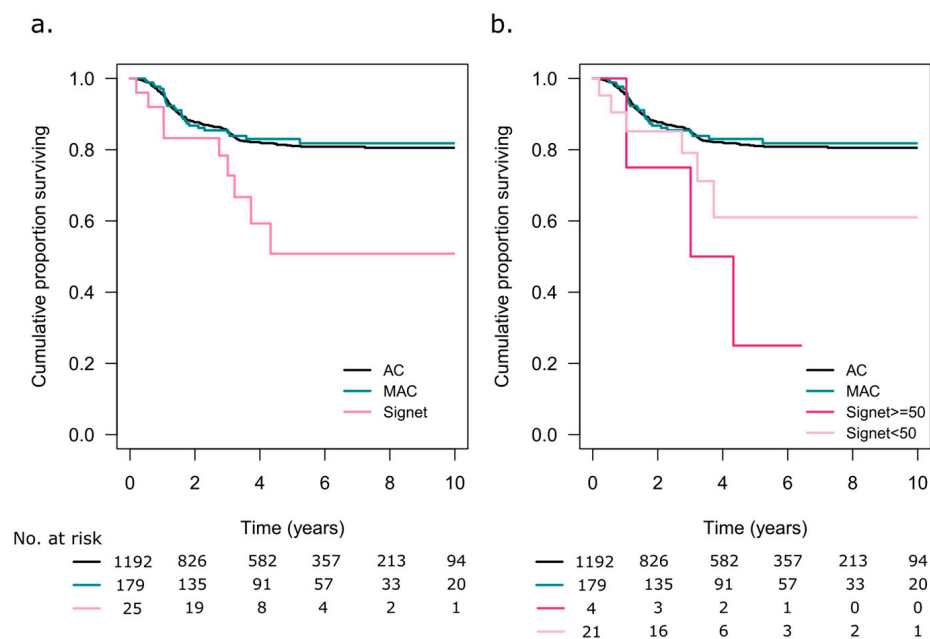 a.
b.
Cumulative proportion surviving
1.0
0.8
0.6
0.4
0.2
0.0
AC
MAC
Signet
0 2 4 6 8 10
Time (years)
Cumulative proportion surviving
1.0
0.8
0.6
0.4
0.2
0.0
AC
MAC
Signet>=50
Signet<50
0 2 4 6 8 10
Time (years)
No. at risk
1192 826 582 357 213 94
179 135 91 57 33 20
25 19 8 4 2 1
1192 826 582 357 213 94
179 135 91 57 33 20
4 3 2 1 0 0
21 16 6 3 2 1